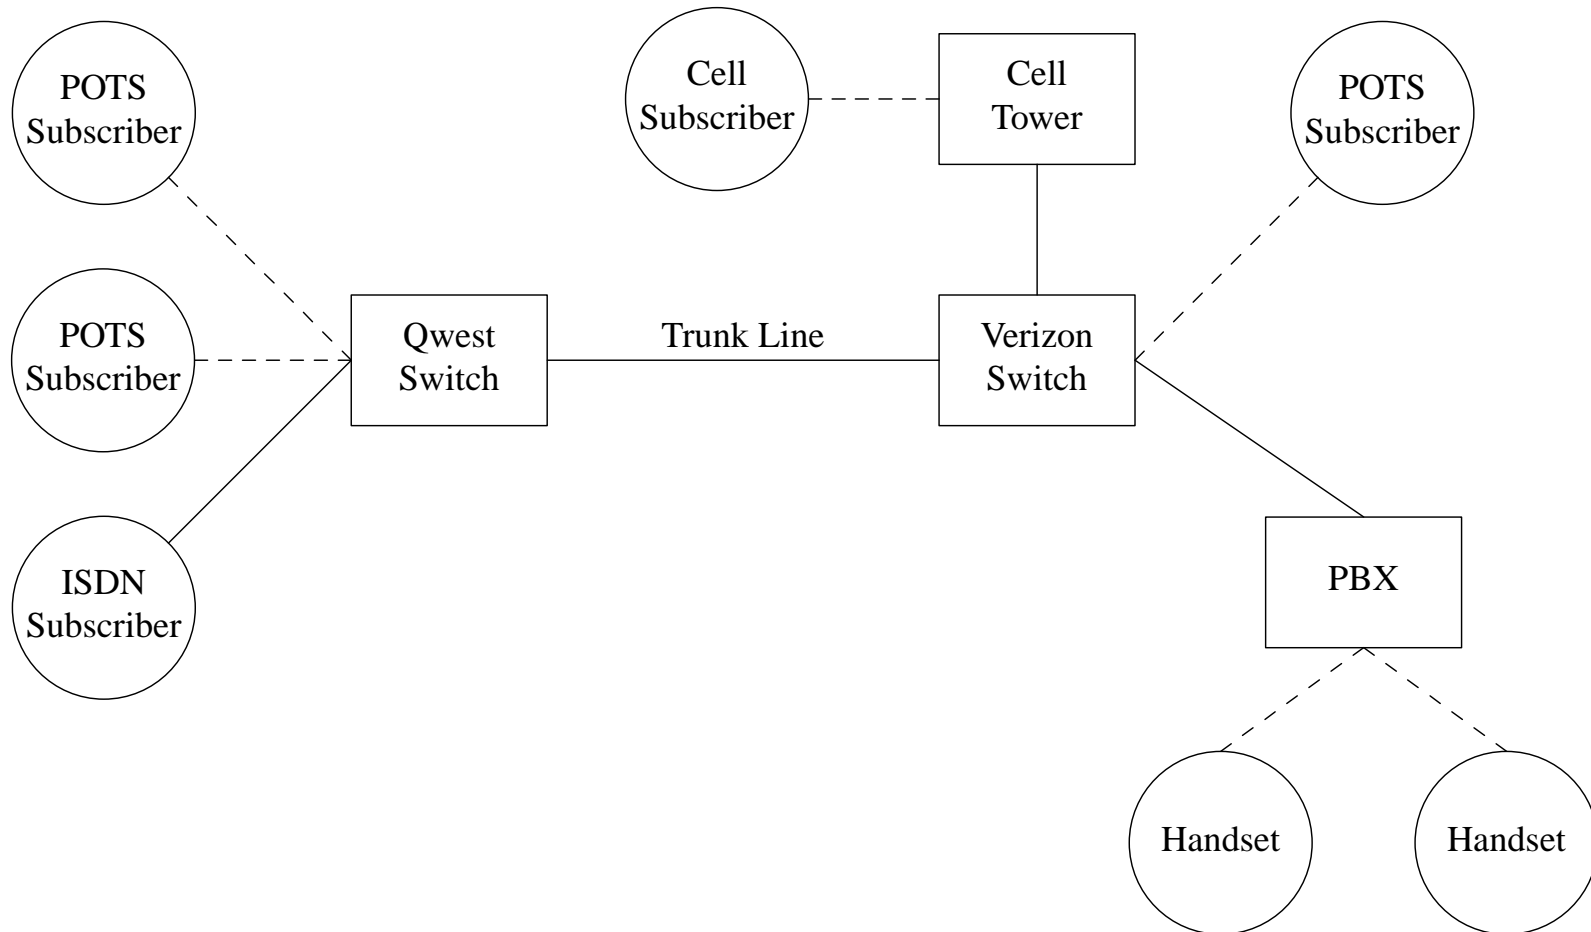 POTS
Subscriber
Cell
Subscriber
Cell
Tower
POTS
Subscriber
POTS
Subscriber
Qwest
Switch
Trunk Line
Verizon
Switch
ISDN
Subscriber
PBX
Handset
Handset